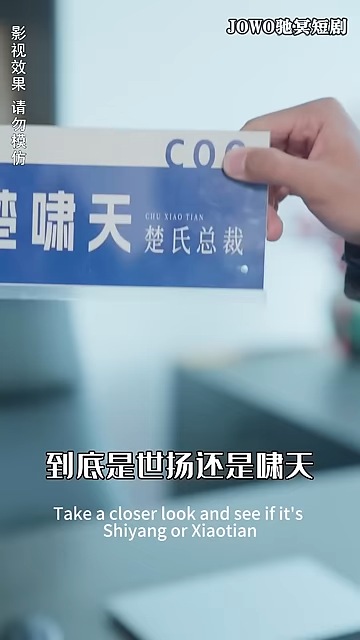 JOWO驰冥短剧
影视效果 请勿模仿
COO
楚啸天
CHU XIAO TIAN
楚氏总裁
到底是世扬还是啸天
Take a closer look and see if it's
Shiyang or Xiaotian